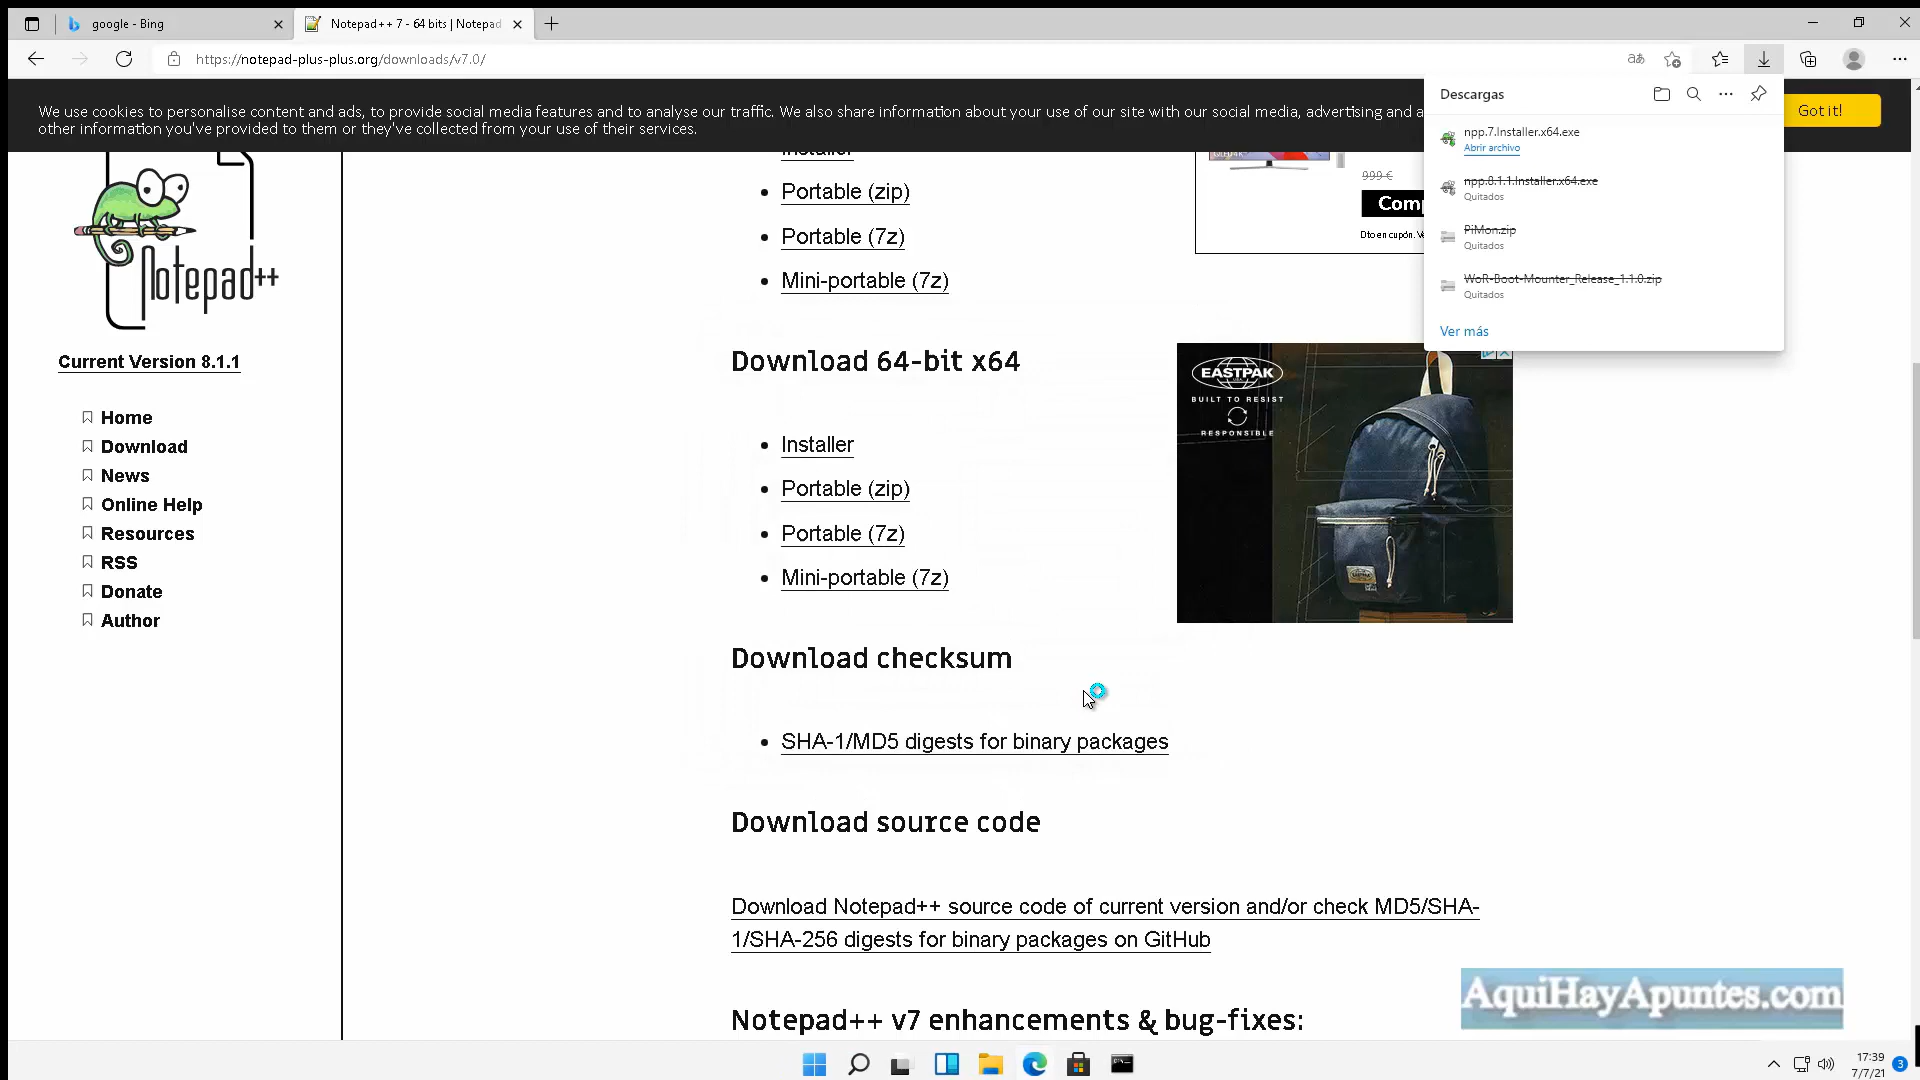 google - Bing
Notepad++ 7 - 64 bits | Notepad
https://notepad-plus-plus.org/downloads/v7.0/
We use cookies to personalise content and ads, to provide social media features and to analyse our traffic. We also share information about your use of our site with our social media, advertising and a
other information you've provided to them or they've collected from your use of their services.
Got it!
Descargas
npp.7.Installer.x64.exe
Abrir archivo
npp.8.1.1.Installer.x64.exe
Quitados
PiMon.zip
Quitados
WoR-Boot-Mounter_Release_1.1.0.zip
Quitados
Ver más
Notepad++
Current Version 8.1.1
Home
Download
News
Online Help
Resources
RSS
Donate
Author
Installer
Portable (zip)
Portable (7z)
Mini-portable (7z)
999 €
Comp
Dto en cupón. Ve
Download 64-bit x64
Installer
Portable (zip)
Portable (7z)
Mini-portable (7z)
EASTPAK
BUILT TO RESIST
RESPONSIBLE
Download checksum
SHA-1/MD5 digests for binary packages
Download source code
Download Notepad++ source code of current version and/or check MD5/SHA-
1/SHA-256 digests for binary packages on GitHub
Notepad++ v7 enhancements & bug-fixes:
AquiHayApuntes.com
17:39
7/7/21
3